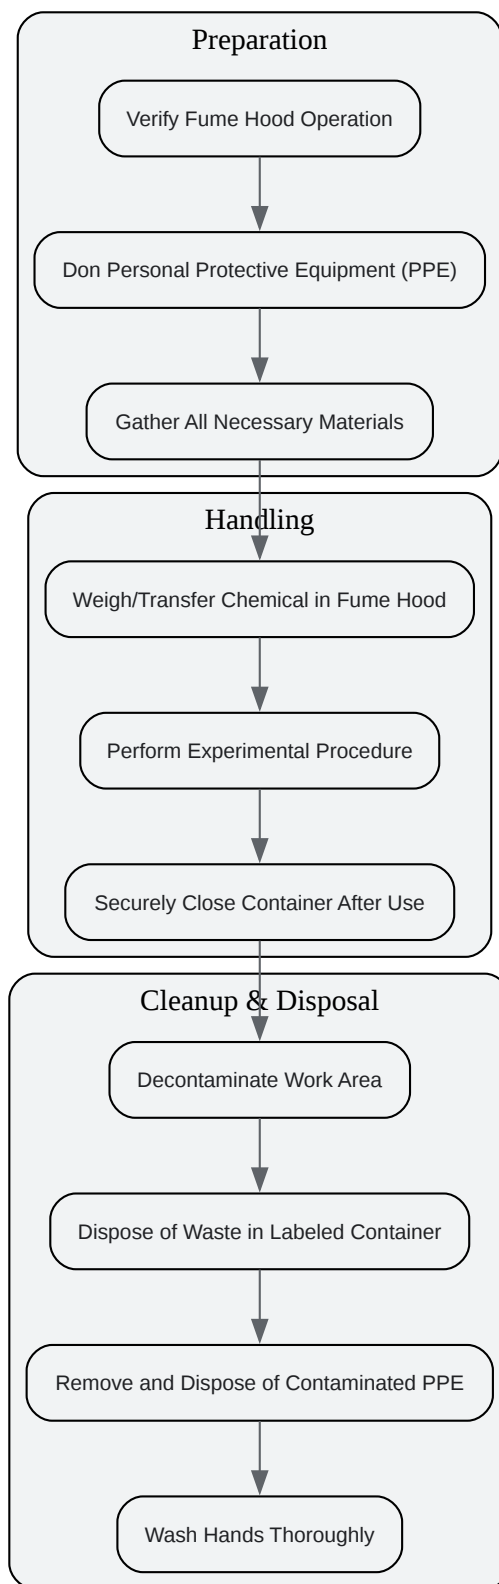 Preparation
Verify Fume Hood Operation
Don Personal Protective Equipment (PPE)
Gather All Necessary Materials
Handling
Weigh/Transfer Chemical in Fume Hood
Perform Experimental Procedure
Securely Close Container After Use
Cleanup & Disposal
Decontaminate Work Area
Dispose of Waste in Labeled Container
Remove and Dispose of Contaminated PPE
Wash Hands Thoroughly